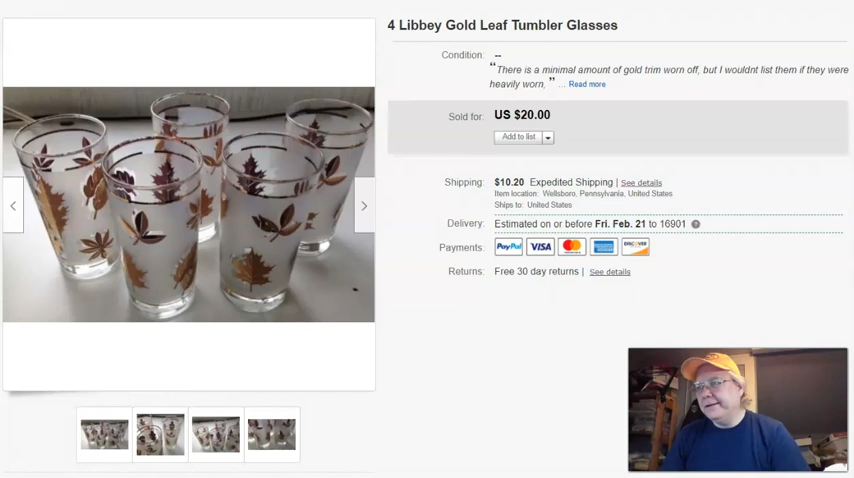 4 Libbey Gold Leaf Tumbler Glasses
Condition: --
“There is a minimal amount of gold trim worn off, but I wouldnt list them if they were
heavily worn, ” ... Read more
Sold for: US $20.00
Add to list
Shipping: $10.20 Expedited Shipping | See details
Item location: Wellsboro, Pennsylvania, United States
Ships to: United States
Delivery: Estimated on or before Fri. Feb. 21 to 16901
Payments: PayPal VISA MasterCard DISCOVER
Returns: Free 30 day returns | See details